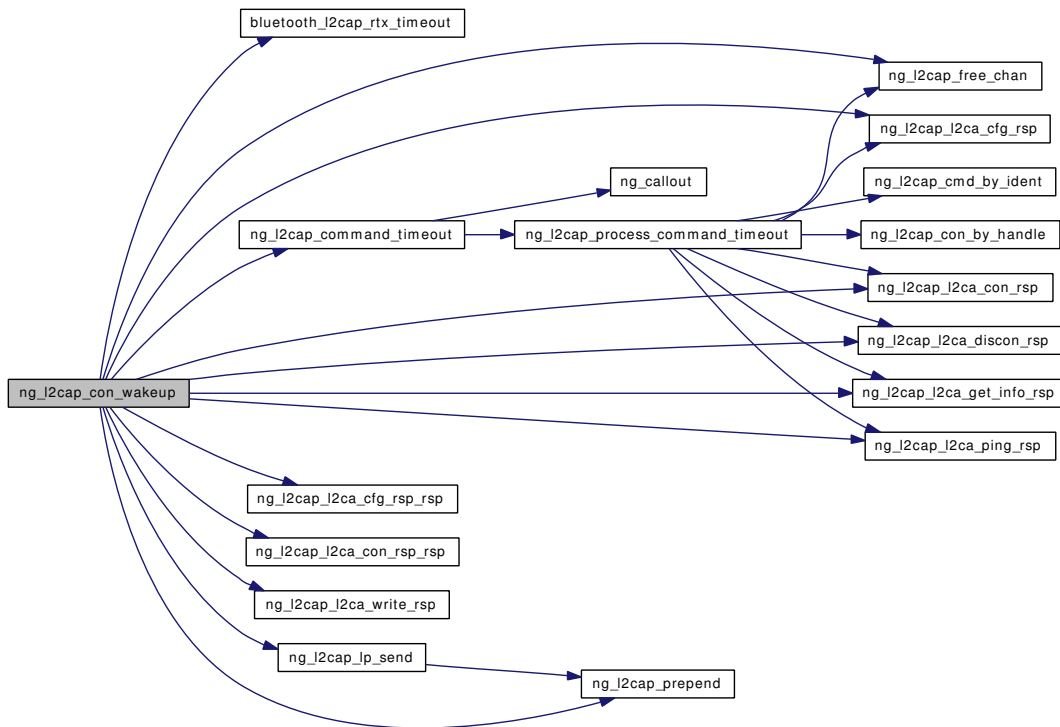 bluetooth_l2cap_rtx_timeout
ng_l2cap_free_chan
ng_l2cap_l2ca_cfg_rsp
ng_callout
ng_l2cap_cmd_by_ident
ng_l2cap_command_timeout
ng_l2cap_process_command_timeout
ng_l2cap_con_by_handle
ng_l2cap_l2ca_con_rsp
ng_l2cap_l2ca_discon_rsp
ng_l2cap_con_wakeup
ng_l2cap_l2ca_get_info_rsp
ng_l2cap_l2ca_ping_rsp
ng_l2cap_l2ca_cfg_rsp_rsp
ng_l2cap_l2ca_con_rsp_rsp
ng_l2cap_l2ca_write_rsp
ng_l2cap_lp_send
ng_l2cap_prepend